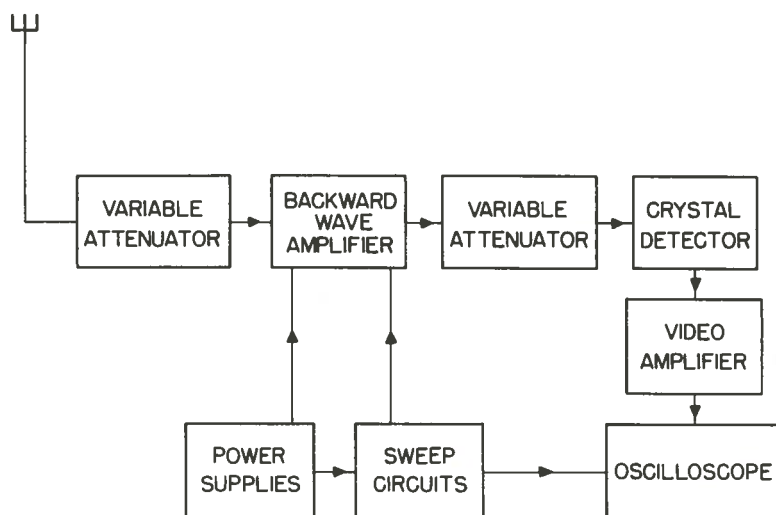 VARIABLE
ATTENUATOR
BACKWARD
WAVE
AMPLIFIER
VARIABLE
ATTENUATOR
CRYSTAL
DETECTOR
VIDEO
AMPLIFIER
POWER
SUPPLIES
SWEEP
CIRCUITS
OSCILLOSCOPE